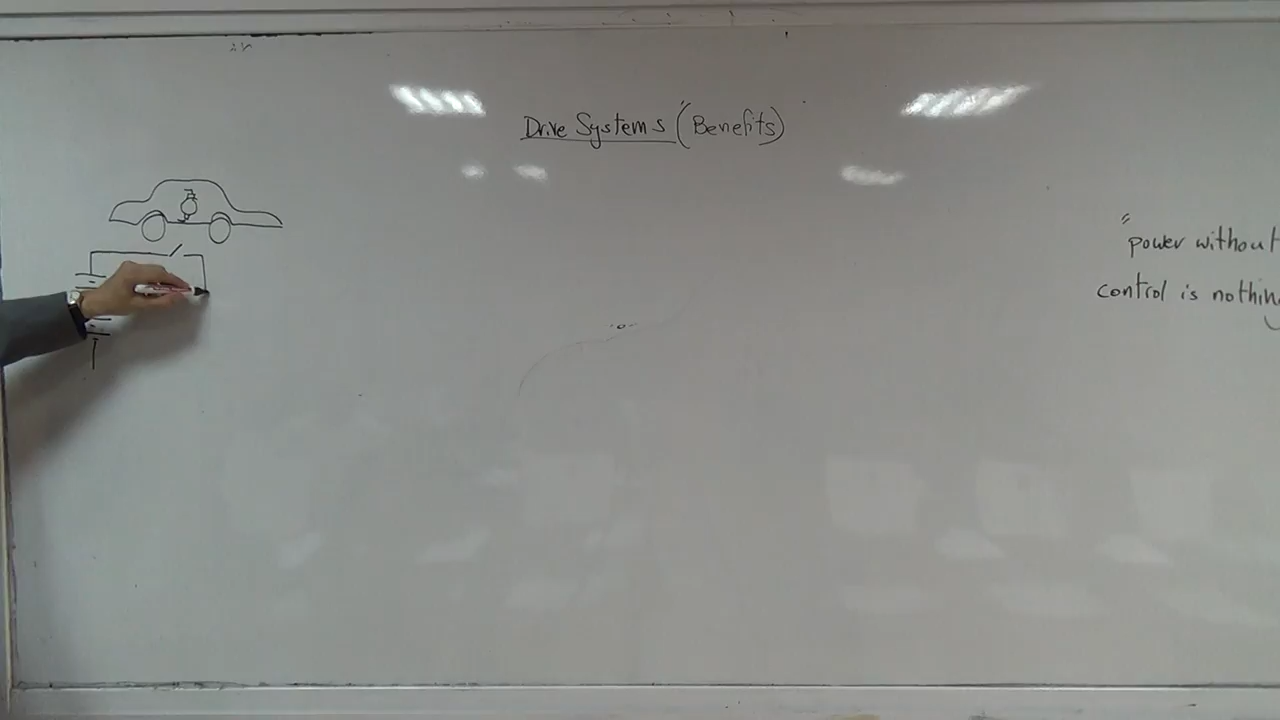 Drive Systems (Benefits)
" power without
control is nothin